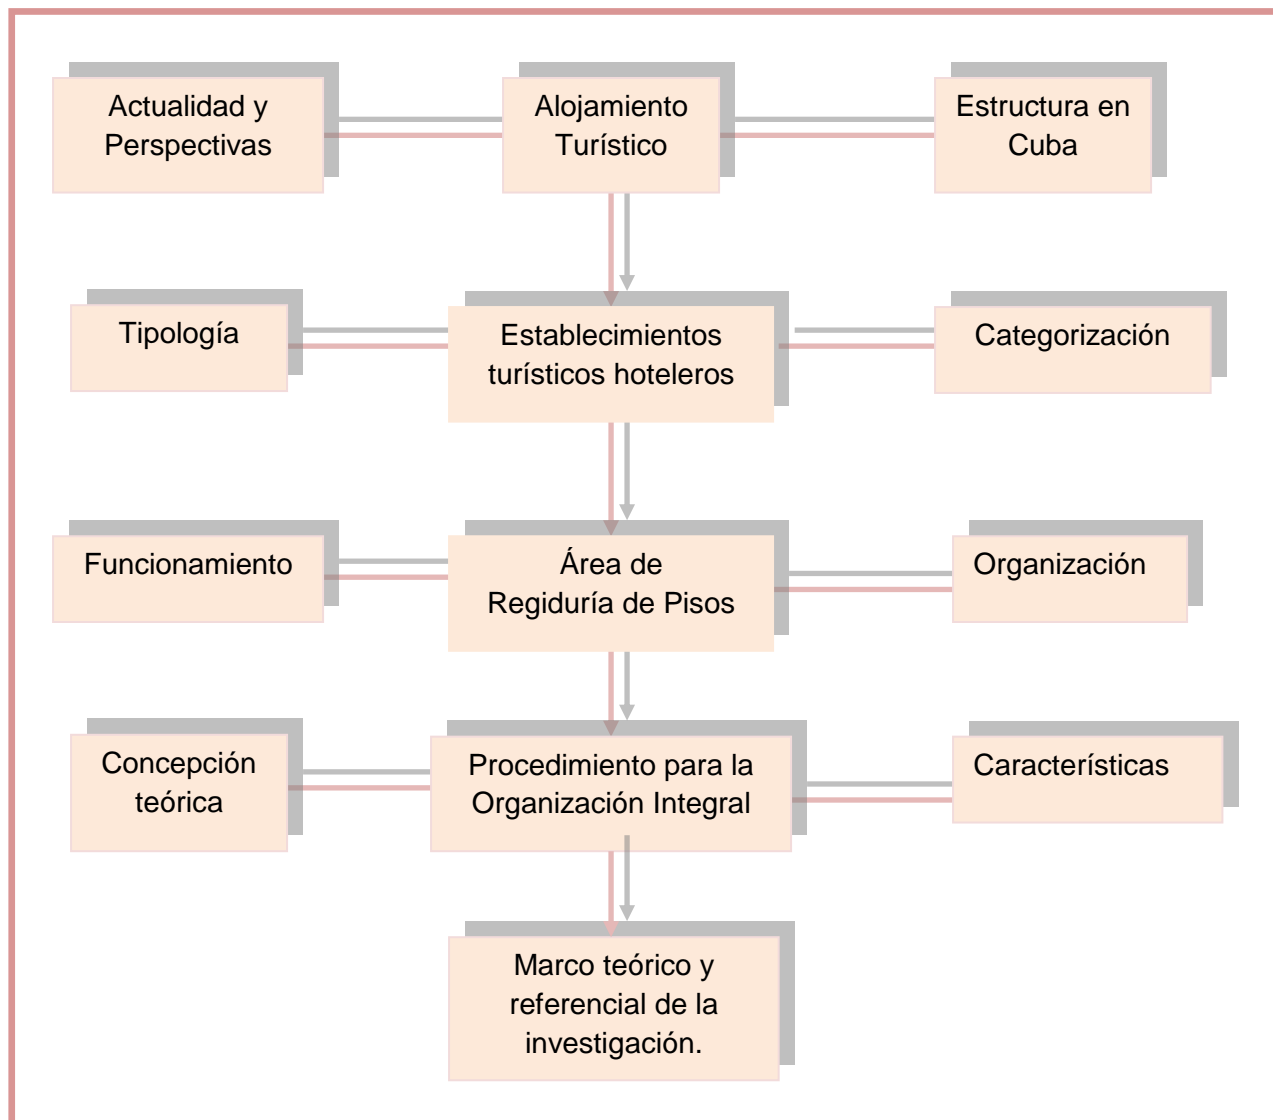 Actualidad y
Perspectivas
Alojamiento
Turístico
Estructura en
Cuba
Tipología
Establecimientos
turísticos hoteleros
Categorización
Funcionamiento
Área de
Regiduría de Pisos
Organización
Concepción
teórica
Procedimiento para la
Organización Integral
Características
Marco teórico y
referencial de la
investigación.